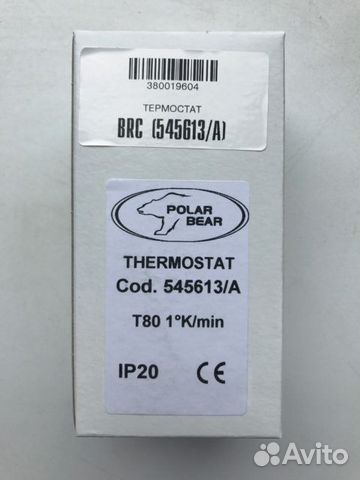 380019604
ТЕРМОСТАТ
BRC (545613/A)
POLAR
BEAR
THERMOSTAT
Cod. 545613/A
T80 1°K/min
IP20 CE
Avito